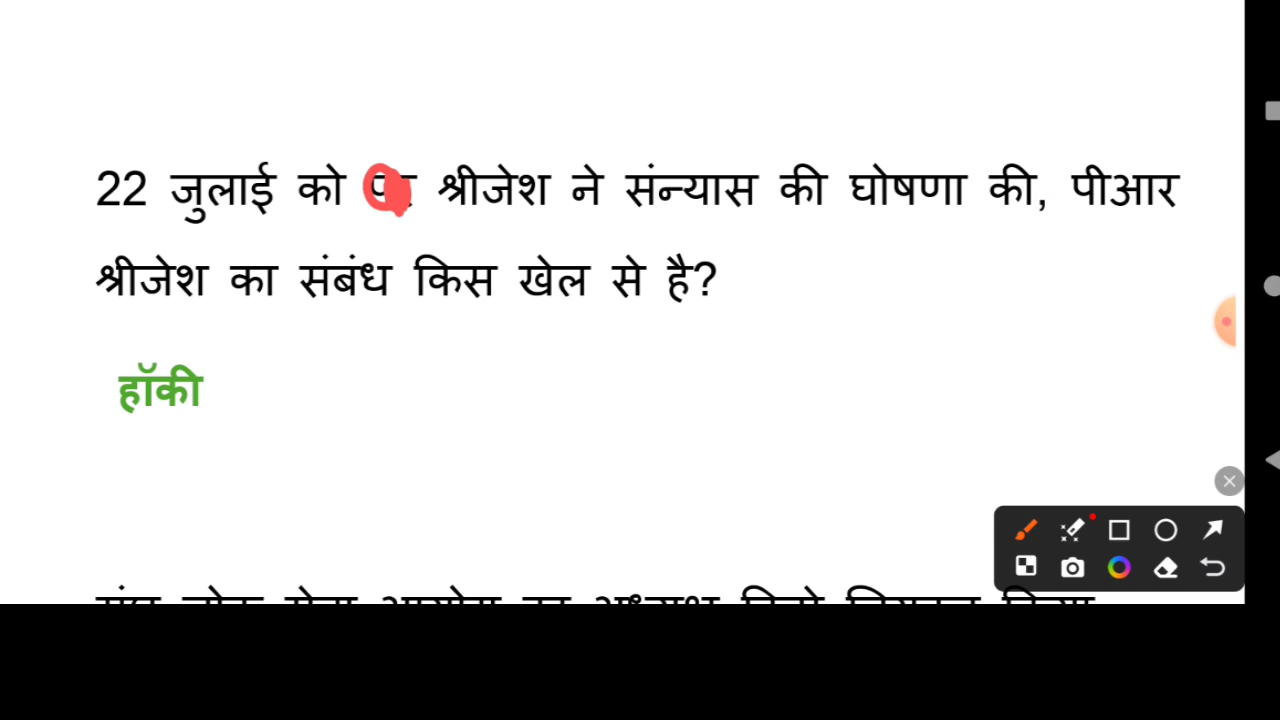 22 जुलाई को श्रीजेश ने संन्यास की घोषणा की, पीआर
श्रीजेश का संबंध किस खेल से है?
हॉकी